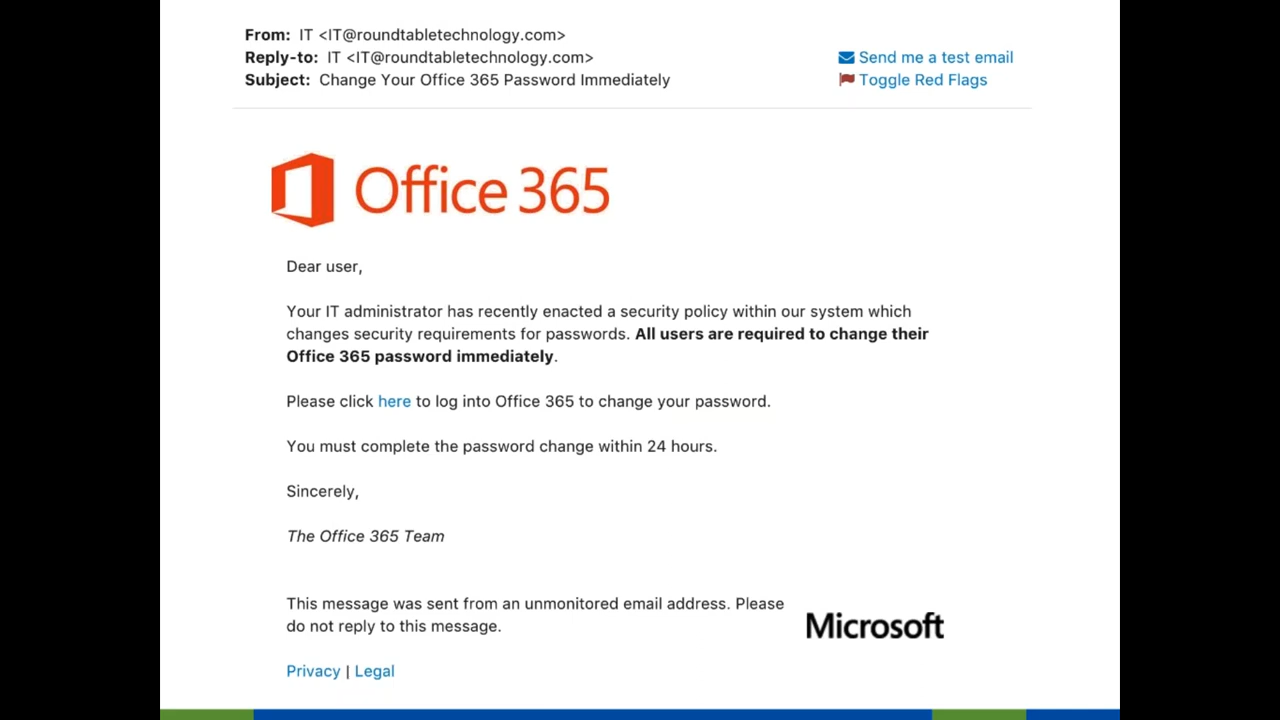 From: IT <IT@roundtabletechnology.com>
Reply-to: IT <IT@roundtabletechnology.com>
Send me a test email
Subject: Change Your Office 365 Password Immediately
Toggle Red Flags
Office 365
Dear user,
Your IT administrator has recently enacted a security policy within our system which
changes security requirements for passwords. All users are required to change their
Office 365 password immediately.
Please click here to log into Office 365 to change your password.
You must complete the password change within 24 hours.
Sincerely,
The Office 365 Team
This message was sent from an unmonitored email address. Please
do not reply to this message.
Microsoft
Privacy | Legal